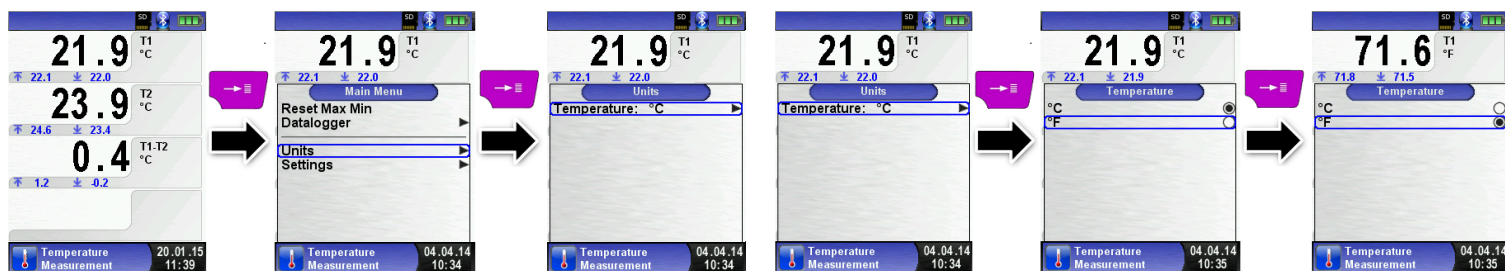 SD
21.9 T1
°C
22.1 22.0
23.9 T2
°C
24.6 23.4
0.4 T1-T2
°C
1.2 -0.2
Temperature
Measurement
20.01.15
11:39
SD
21.9 T1
°C
22.1 22.0
Main Menu
Reset Max Min
Datalogger
Units
Settings
Temperature
Measurement
04.04.14
10:34
SD
21.9 T1
°C
22.1 22.0
Units
Temperature: °C
Temperature
Measurement
04.04.14
10:34
SD
21.9 T1
°C
22.1 22.0
Units
Temperature: °C
Temperature
Measurement
04.04.14
10:34
SD
21.9 T1
°C
22.1 21.9
Temperature
°C
°F
Temperature
Measurement
04.04.14
10:35
SD
71.6 T1
°F
71.8 71.5
Temperature
°C
°F
Temperature
Measurement
04.04.14
10:35